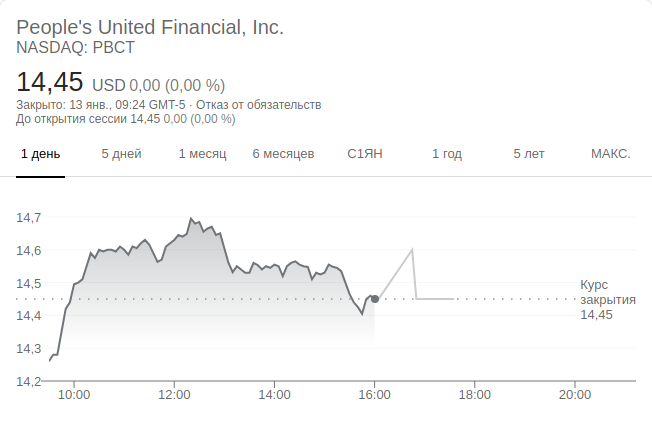 People's United Financial, Inc.
NASDAQ: PBCT
14,45 USD 0,00 (0,00 %)
Закрыто: 13 янв., 09:24 GMT-5 · Отказ от обязательств
До открытия сессии 14,45 0,00 (0,00 %)
1 день 5 дней 1 месяц 6 месяцев С1ЯН 1 год 5 лет МАКС.
14,7
14,6
14,5
14,4
14,3
14,2
Курс
закрытия
14,45
10:00 12:00 14:00 16:00 18:00 20:00